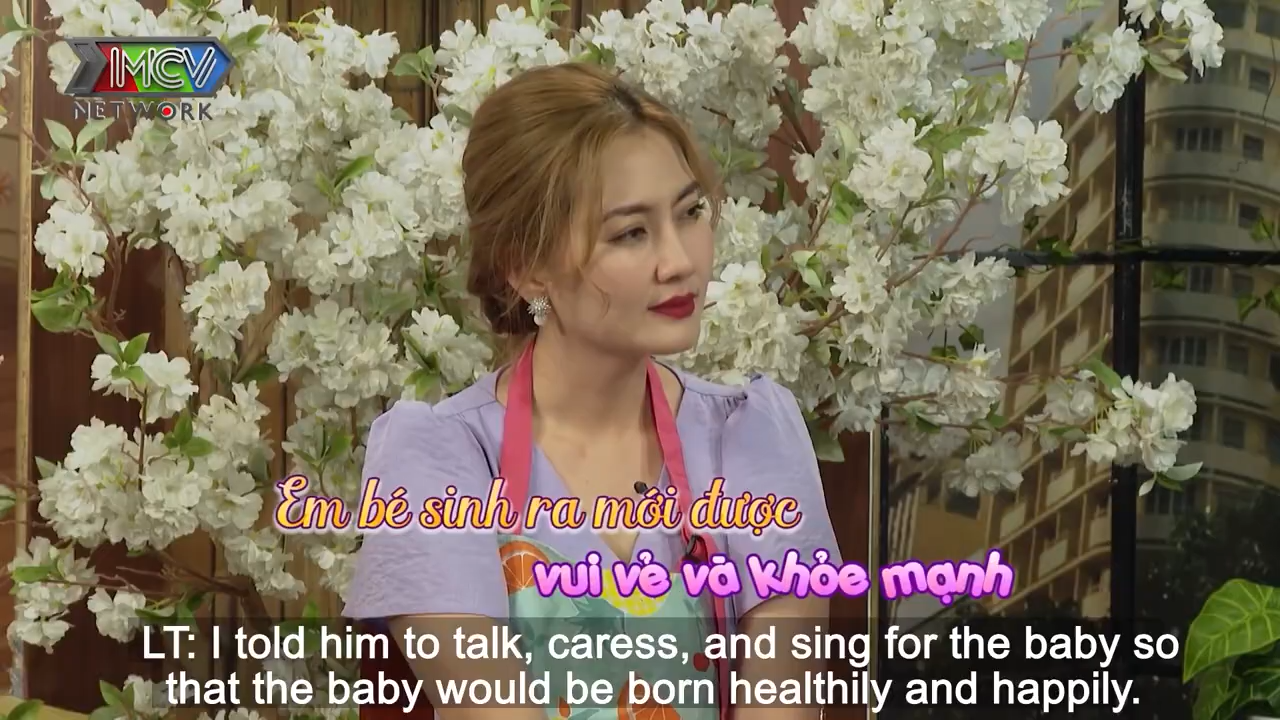 MCV
NETWORK
Em bé sinh ra mới được
vui vẻ và khỏe mạnh
LT: I told him to talk, caress, and sing for the baby so
that the baby would be born healthily and happily.